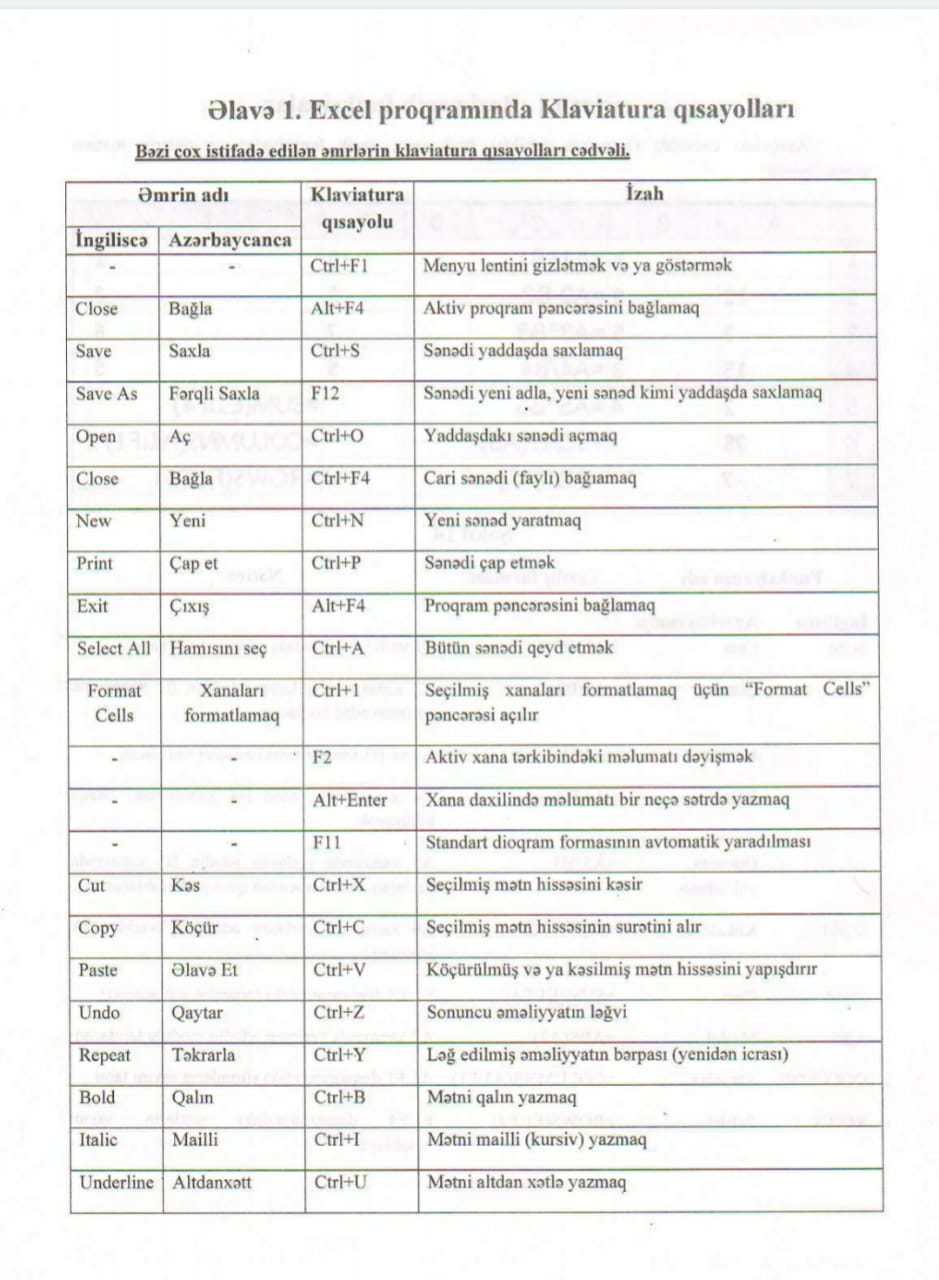 Əlavə 1. Excel proqramında Klaviatura qısayolları
Bəzi çox istifadə edilən əmrlərin klaviatura qısayolları cədvəli.
Əmrin adı Klaviatura qısayolu İzah
İngiliscə Azərbaycanca
- - Ctrl+F1 Menyu lentini gizlətmək və ya göstərmək
Close Bağla Alt+F4 Aktiv proqram pəncərəsini bağlamaq
Save Saxla Ctrl+S Sənədi yaddaşda saxlamaq
Save As Fərqli Saxla F12 Sənədi yeni adla, yeni sənəd kimi yaddaşda saxlamaq
Open Aç Ctrl+O Yaddaşdakı sənədi açmaq
Close Bağla Ctrl+F4 Cari sənədi (faylı) bağıamaq
New Yeni Ctrl+N Yeni sənəd yaratmaq
Print Çap et Ctrl+P Sənədi çap etmək
Exit Çıxış Alt+F4 Proqram pəncərəsini bağlamaq
Select All Hamısını seç Ctrl+A Bütün sənədi qeyd etmək
Format Xanaları Ctrl+1 Seçilmiş xanaları formatlamaq üçün “Format Cells”
Cells formatlamaq pəncərəsi açılır
- - F2 Aktiv xana tərkibindəki məlumatı dəyişmək
- - Alt+Enter Xana daxilində məlumatı bir neçə sətrdə yazmaq
- - F11 Standart dioqram formasının avtomatik yaradılması
Cut Kəs Ctrl+X Seçilmiş mətn hissəsini kəsir
Copy Köçür Ctrl+C Seçilmiş mətn hissəsinin surətini alır
Paste Əlavə Et Ctrl+V Köçürülmüş və ya kəsilmiş mətn hissəsini yapışdırır
Undo Qaytar Ctrl+Z Sonuncu əməliyyatın ləğvi
Repeat Təkrarla Ctrl+Y Ləğ edilmiş əməliyyatın bərpası (yenidən icrası)
Bold Qalın Ctrl+B Mətni qalın yazmaq
Italic Mailli Ctrl+I Mətni mailli (kursiv) yazmaq
Underline Altdanxətt Ctrl+U Mətni altdan xətlə yazmaq